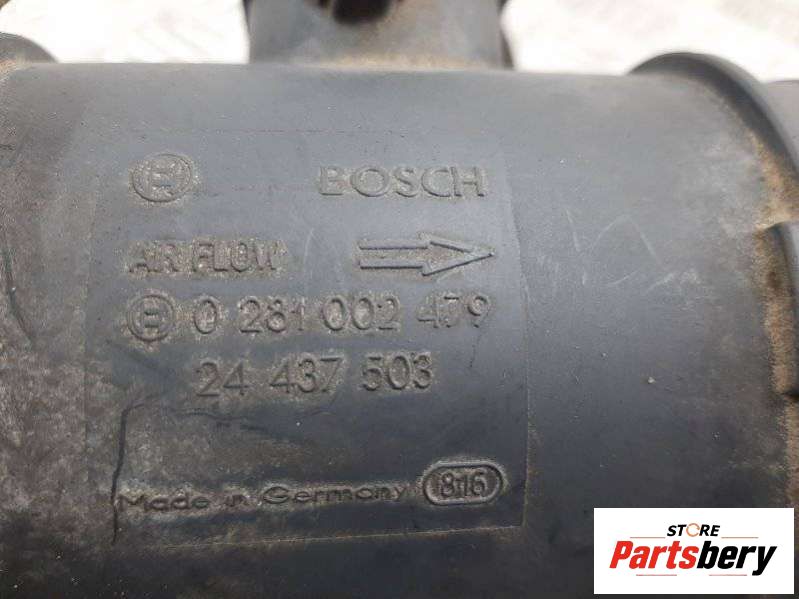 BOSCH
AIR FLOW
0 281 002 479
24 437 503
Made in Germany 816
STORE
Partsbery